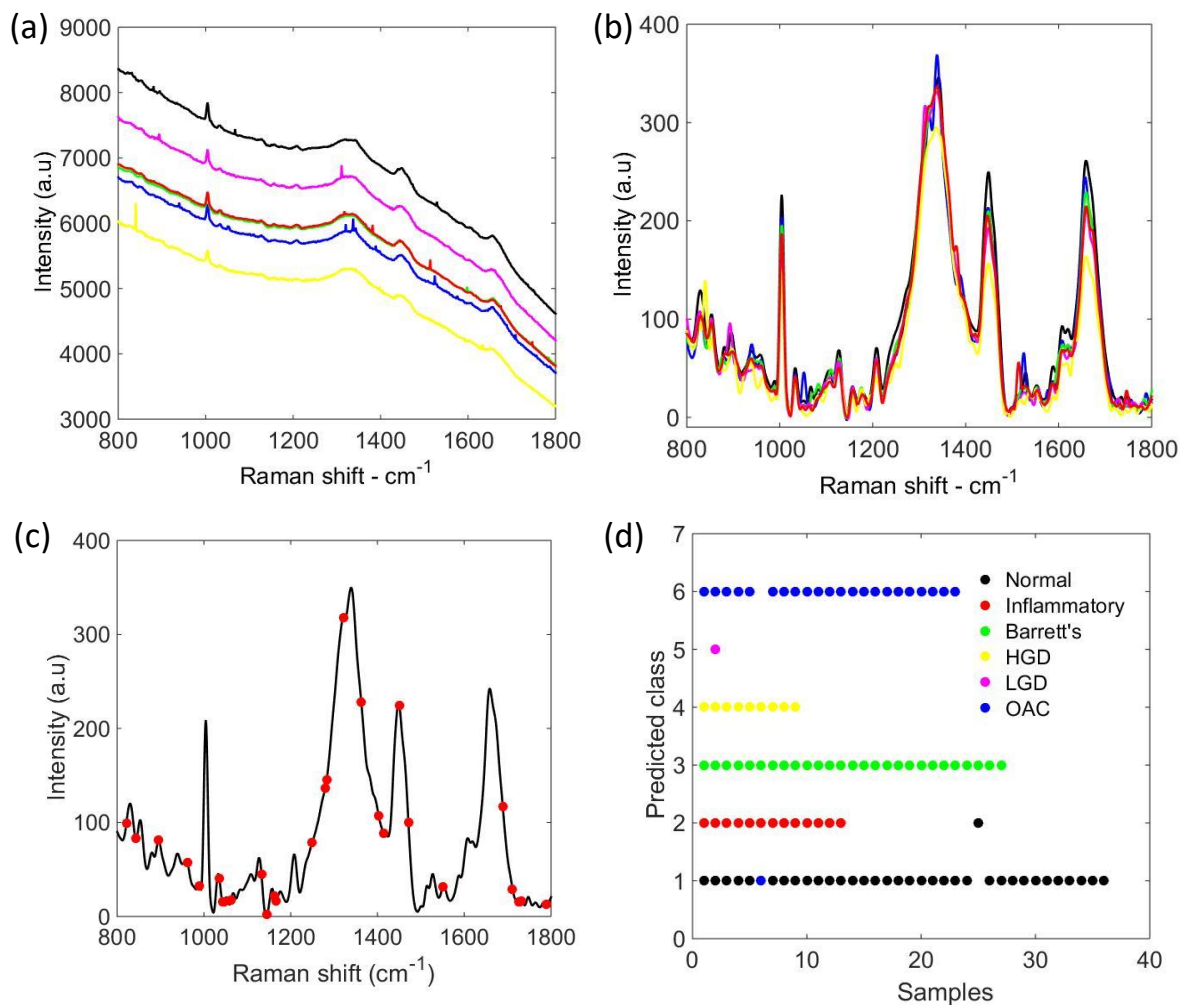 (a)
9000
8000
7000
6000
5000
4000
3000
Intensity (a.u)
800 1000 1200 1400 1600 1800
Raman shift - cm-1
(b)
400
300
200
100
0
Intensity (a.u)
800 1000 1200 1400 1600 1800
Raman shift - cm-1
(c)
400
300
200
100
0
Intensity (a.u)
800 1000 1200 1400 1600 1800
Raman shift (cm-1)
(d)
7
6
5
4
3
2
1
0
Predicted class
Normal
Inflammatory
Barrett's
HGD
LGD
OAC
0 10 20 30 40
Samples